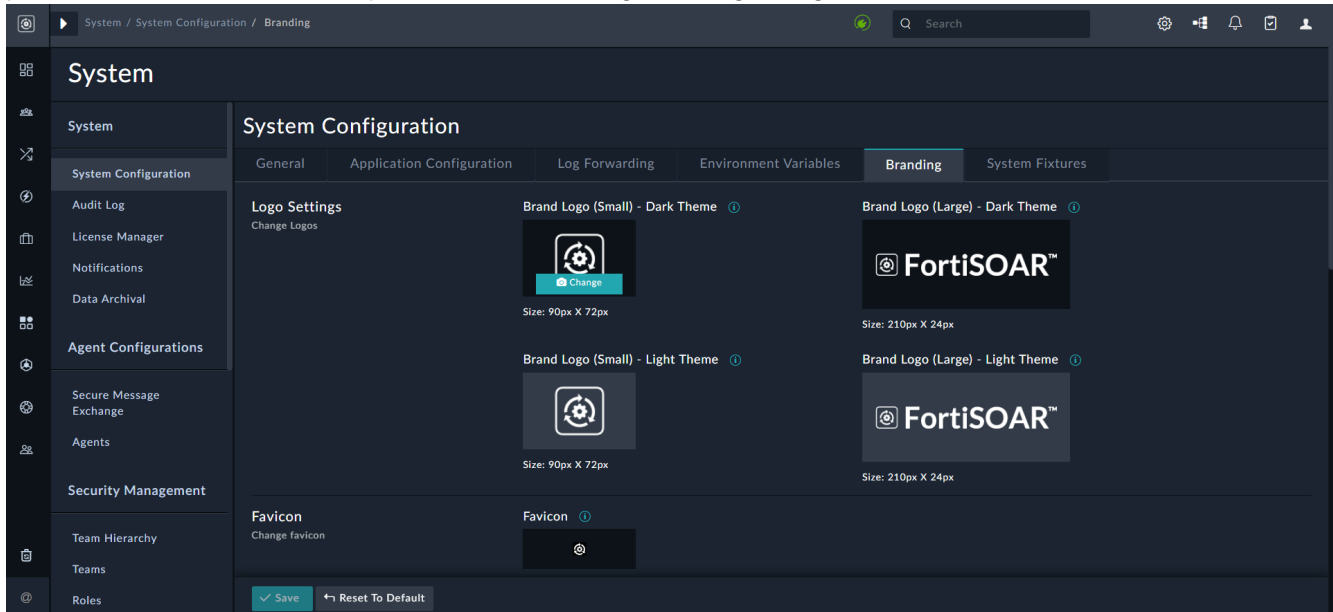 System / System Configuration / Branding
Search
System
System
System Configuration
Audit Log
License Manager
Notifications
Data Archival
Agent Configurations
Secure Message
Exchange
Agents
Security Management
Team Hierarchy
Teams
Roles
@
System Configuration
General Application Configuration Log Forwarding Environment Variables Branding System Fixtures
Logo Settings
Change Logos
Brand Logo (Small) - Dark Theme
Change
Size: 90px X 72px
Brand Logo (Large) - Dark Theme
FortiSOAR™
Size: 210px X 24px
Brand Logo (Small) - Light Theme
Size: 90px X 72px
Brand Logo (Large) - Light Theme
FortiSOAR™
Size: 210px X 24px
Favicon
Change favicon
Favicon
Save Reset To Default